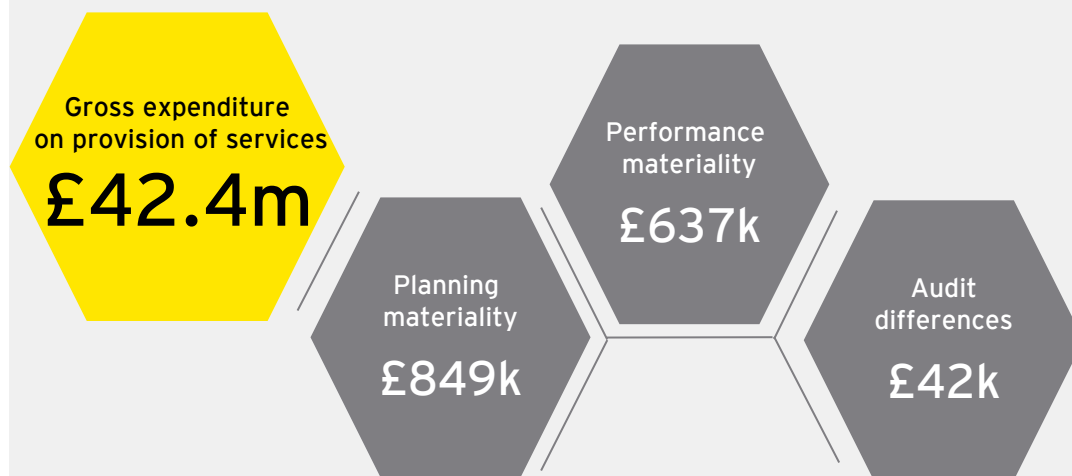 Gross expenditure
on provision of services
£42.4m
Planning
materiality
£849k
Performance
materiality
£637k
Audit
differences
£42k